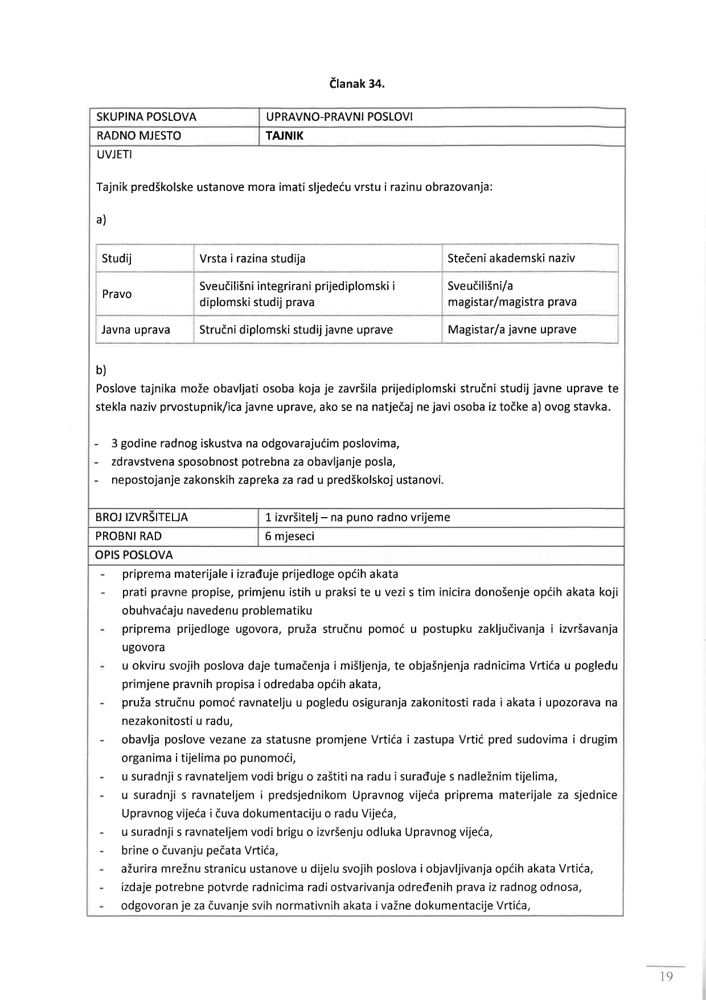 Članak 34.
SKUPINA POSLOVA UPRAVNO-PRAVNI POSLOVI
RADNO MJESTO TAJNIK
UVJETI
Tajnik predškolske ustanove mora imati sljedeću vrstu i razinu obrazovanja:
a)
Studij Vrsta i razina studija Stečeni akademski naziv
Pravo Sveučilišni integrirani prijediplomski i diplomski studij prava Sveučilišni/a magistar/magistra prava
Javna uprava Stručni diplomski studij javne uprave Magistar/a javne uprave
b)
Poslove tajnika može obavljati osoba koja je završila prijediplomski stručni studij javne uprave te
stekla naziv prvostupnik/ica javne uprave, ako se na natječaj ne javi osoba iz točke a) ovog stavka.
- 3 godine radnog iskustva na odgovarajućim poslovima,
- zdravstvena sposobnost potrebna za obavljanje posla,
- nepostojanje zakonskih zapreka za rad u predškolskoj ustanovi.
BROJ IZVRŠITELJA 1 izvršitelj – na puno radno vrijeme
PROBNI RAD 6 mjeseci
OPIS POSLOVA
- priprema materijale i izrađuje prijedloge općih akata
- prati pravne propise, primjenu istih u praksi te u vezi s tim inicira donošenje općih akata koji
obuhvaćaju navedenu problematiku
- priprema prijedloge ugovora, pruža stručnu pomoć u postupku zaključivanja i izvršavanja
ugovora
- u okviru svojih poslova daje tumačenja i mišljenja, te objašnjenja radnicima Vrtića u pogledu
primjene pravnih propisa i odredaba općih akata,
- pruža stručnu pomoć ravnatelju u pogledu osiguranja zakonitosti rada i akata i upozorava na
nezakonitosti u radu,
- obavlja poslove vezane za statusne promjene Vrtića i zastupa Vrtić pred sudovima i drugim
organima i tijelima po punomoći,
- u suradnji s ravnateljem vodi brigu o zaštiti na radu i surađuje s nadležnim tijelima,
- u suradnji s ravnateljem i predsjednikom Upravnog vijeća priprema materijale za sjednice
Upravnog vijeća i čuva dokumentaciju o radu Vijeća,
- u suradnji s ravnateljem vodi brigu o izvršenju odluka Upravnog vijeća,
- brine o čuvanju pečata Vrtića,
- ažurira mrežnu stranicu ustanove u dijelu svojih poslova i objavljivanja općih akata Vrtića,
- izdaje potrebne potvrde radnicima radi ostvarivanja određenih prava iz radnog odnosa,
- odgovoran je za čuvanje svih normativnih akata i važne dokumentacije Vrtića,
19